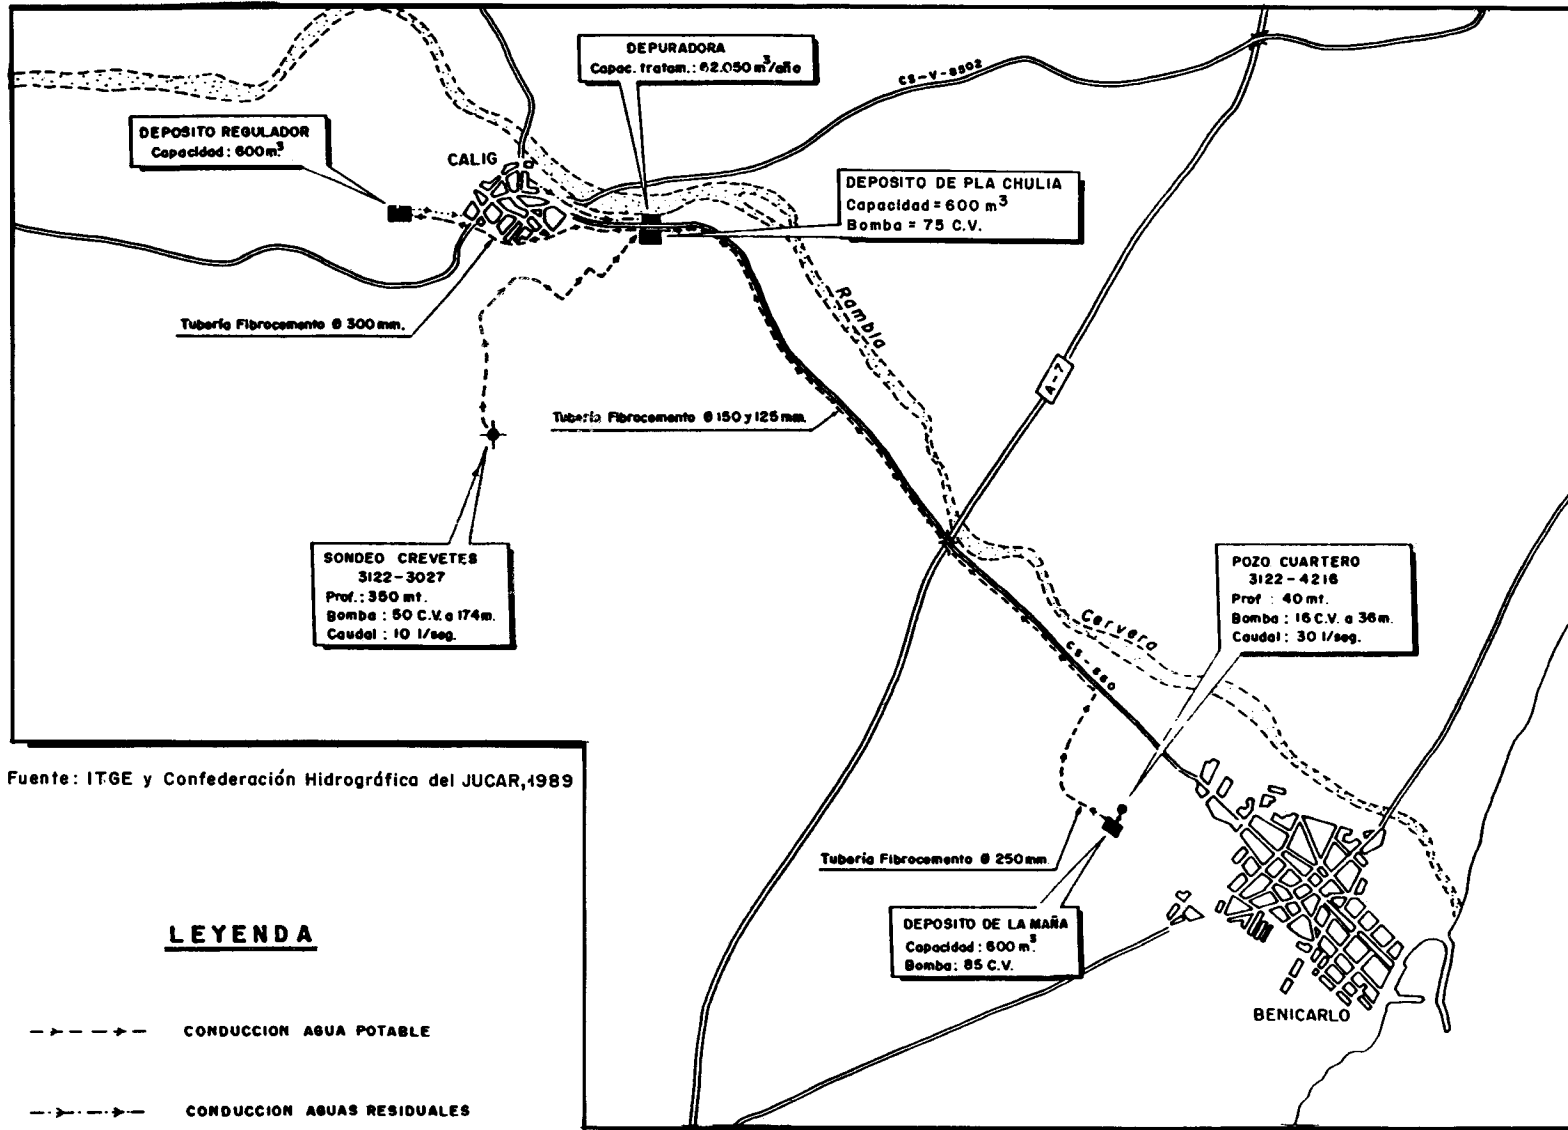 DEPURADORA
Capac. tratam.: 62.050 m³/año
CS-V-8502
DEPOSITO REGULADOR
Capacidad: 600 m³
CALIG
DEPOSITO DE PLA CHULIA
Capacidad = 600 m³
Bomba = 75 C.V.
Rambla
Tubería Fibrocemento Ø 300 mm.
A-7
Tubería Fibrocemento Ø 150 y 125 mm.
SONDEO CREVETES
3122-3027
Prof.: 350 mt.
Bomba: 50 C.V. a 174 m.
Caudal: 10 l/seg.
POZO CUARTERO
3122-4216
Prof : 40 mt.
Bomba: 16 C.V. a 36 m.
Caudal: 30 l/seg.
Cervera
Fuente: ITGE y Confederación Hidrográfica del JUCAR, 1989
Tubería Fibrocemento Ø 250 mm
DEPOSITO DE LA MAÑA
Capacidad: 600 m³.
Bomba: 85 C.V.
LEYENDA
BENICARLO
CONDUCCION AGUA POTABLE
CONDUCCION AGUAS RESIDUALES